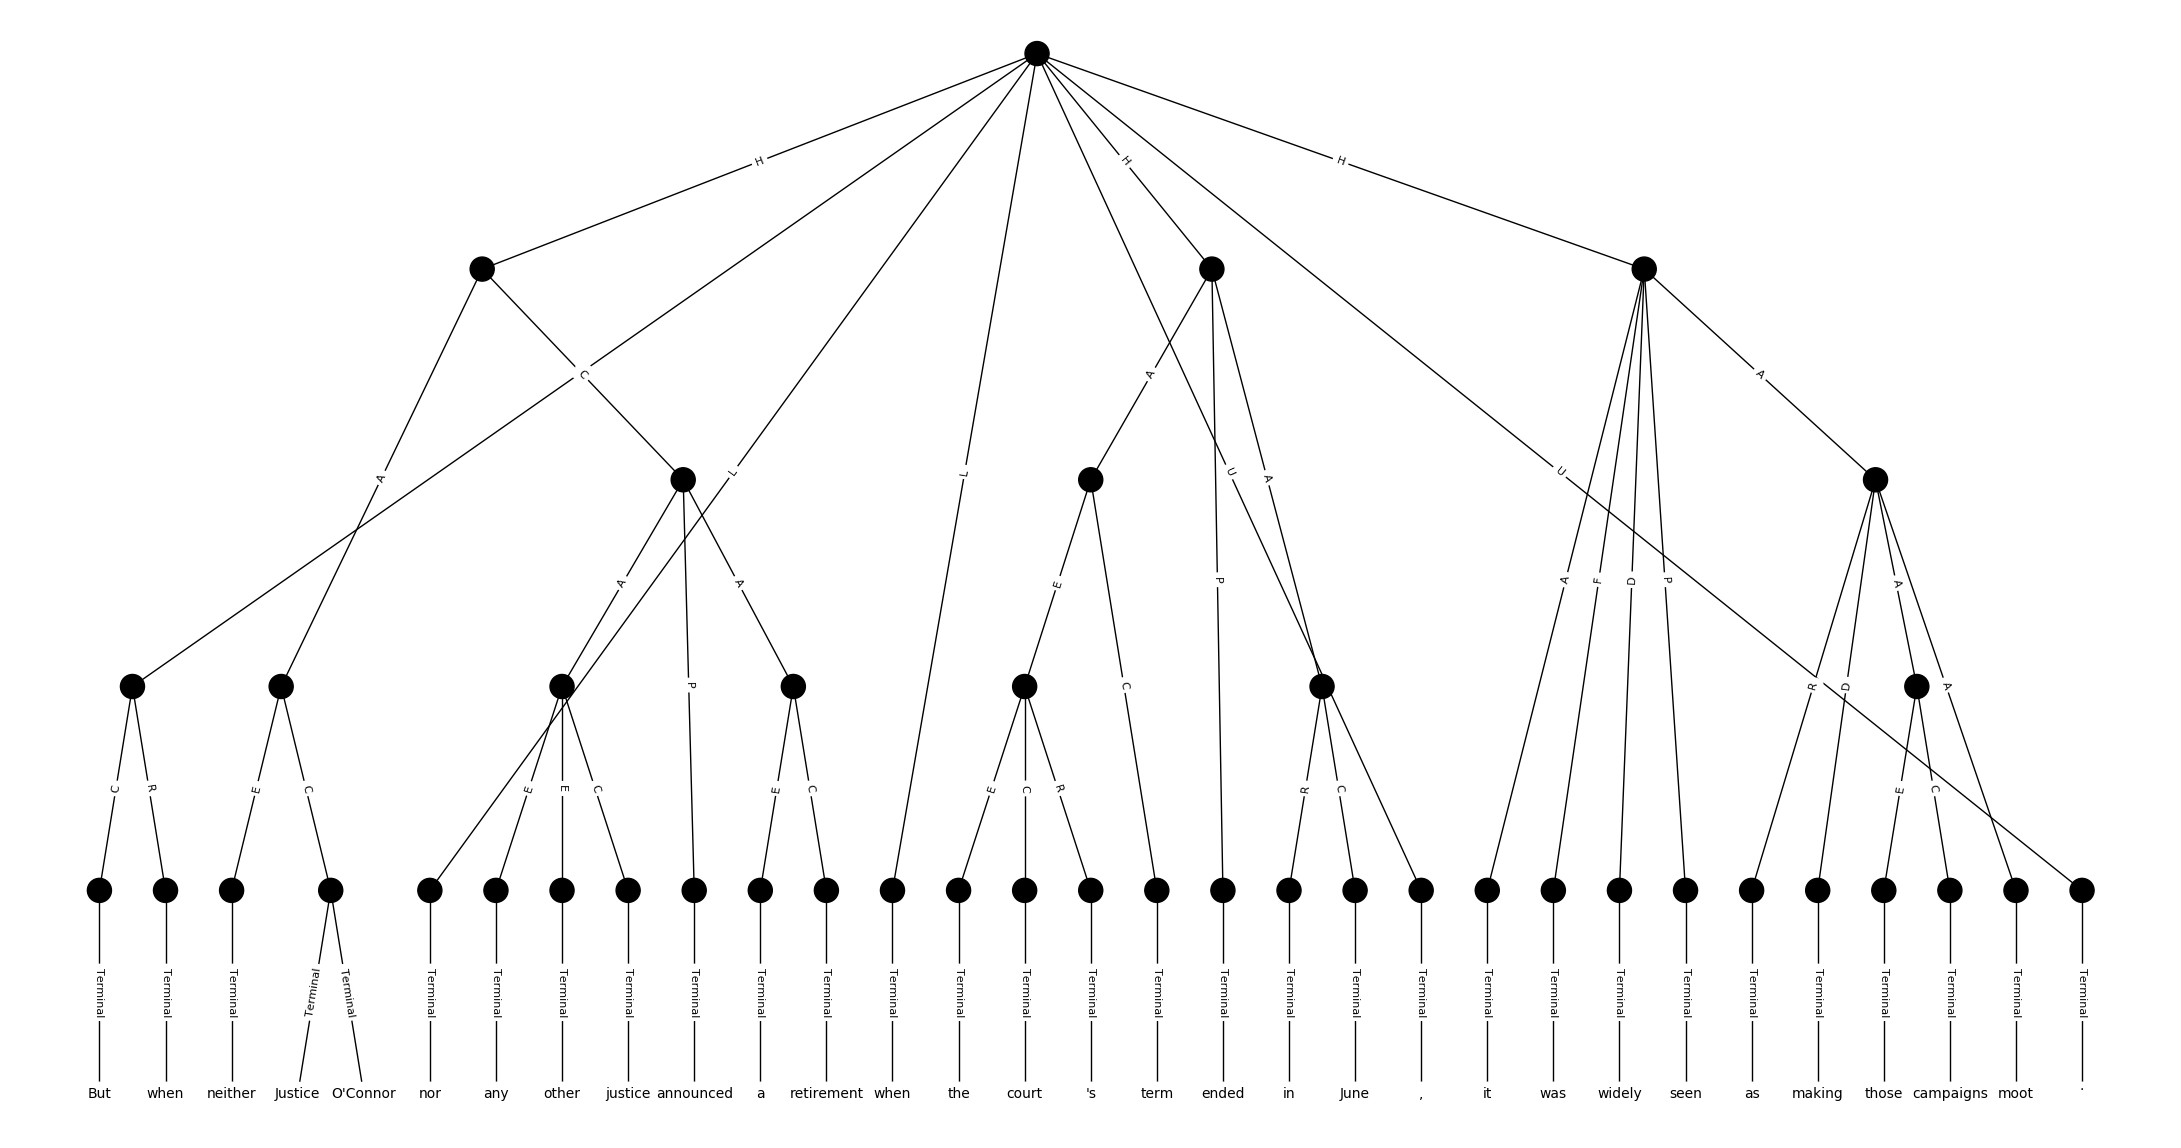 H H H
C A A
A L L U A U
A A E P A F D P A
P C R D A
C R E C E E C E C E C R R C E C
Terminal Terminal Terminal Terminal Terminal Terminal Terminal Terminal Terminal Terminal Terminal Terminal Terminal Terminal Terminal Terminal Terminal Terminal Terminal Terminal Terminal Terminal Terminal Terminal Terminal Terminal Terminal Terminal Terminal Terminal Terminal
But when neither Justice O'Connor nor any other justice announced a retirement when the court 's term ended in June , it was widely seen as making those campaigns moot .